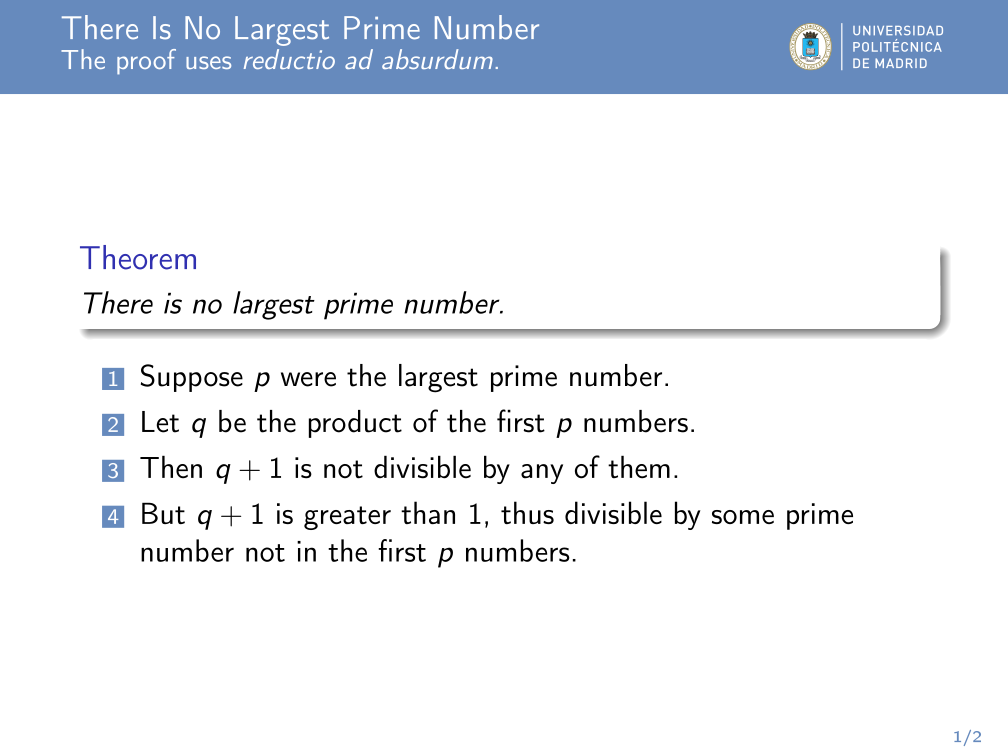 There Is No Largest Prime Number
The proof uses reductio ad absurdum.
UNIVERSIDAD
POLITÉCNICA
DE MADRID
Theorem
There is no largest prime number.
1 Suppose p were the largest prime number.
2 Let q be the product of the first p numbers.
3 Then q + 1 is not divisible by any of them.
4 But q + 1 is greater than 1, thus divisible by some prime
number not in the first p numbers.
1/2